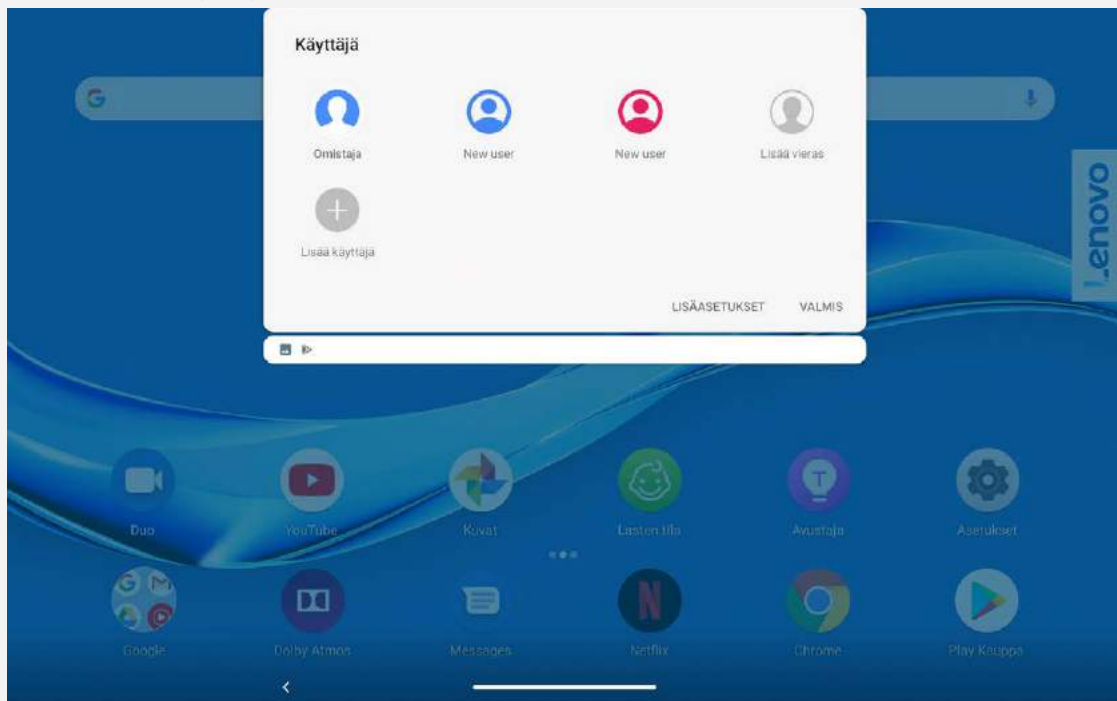 Käyttäjä
Omistaja
New user
New user
Lisää vieras
Lisää käyttäjä
LISÄASETUKSET
VALMIS
Lenovo
Duo
YouTube
Kuvat
Lasten tila
Avustaja
Asetukset
Google
Dolby Atmos
Messages
Netflix
Chrome
Play Kauppa